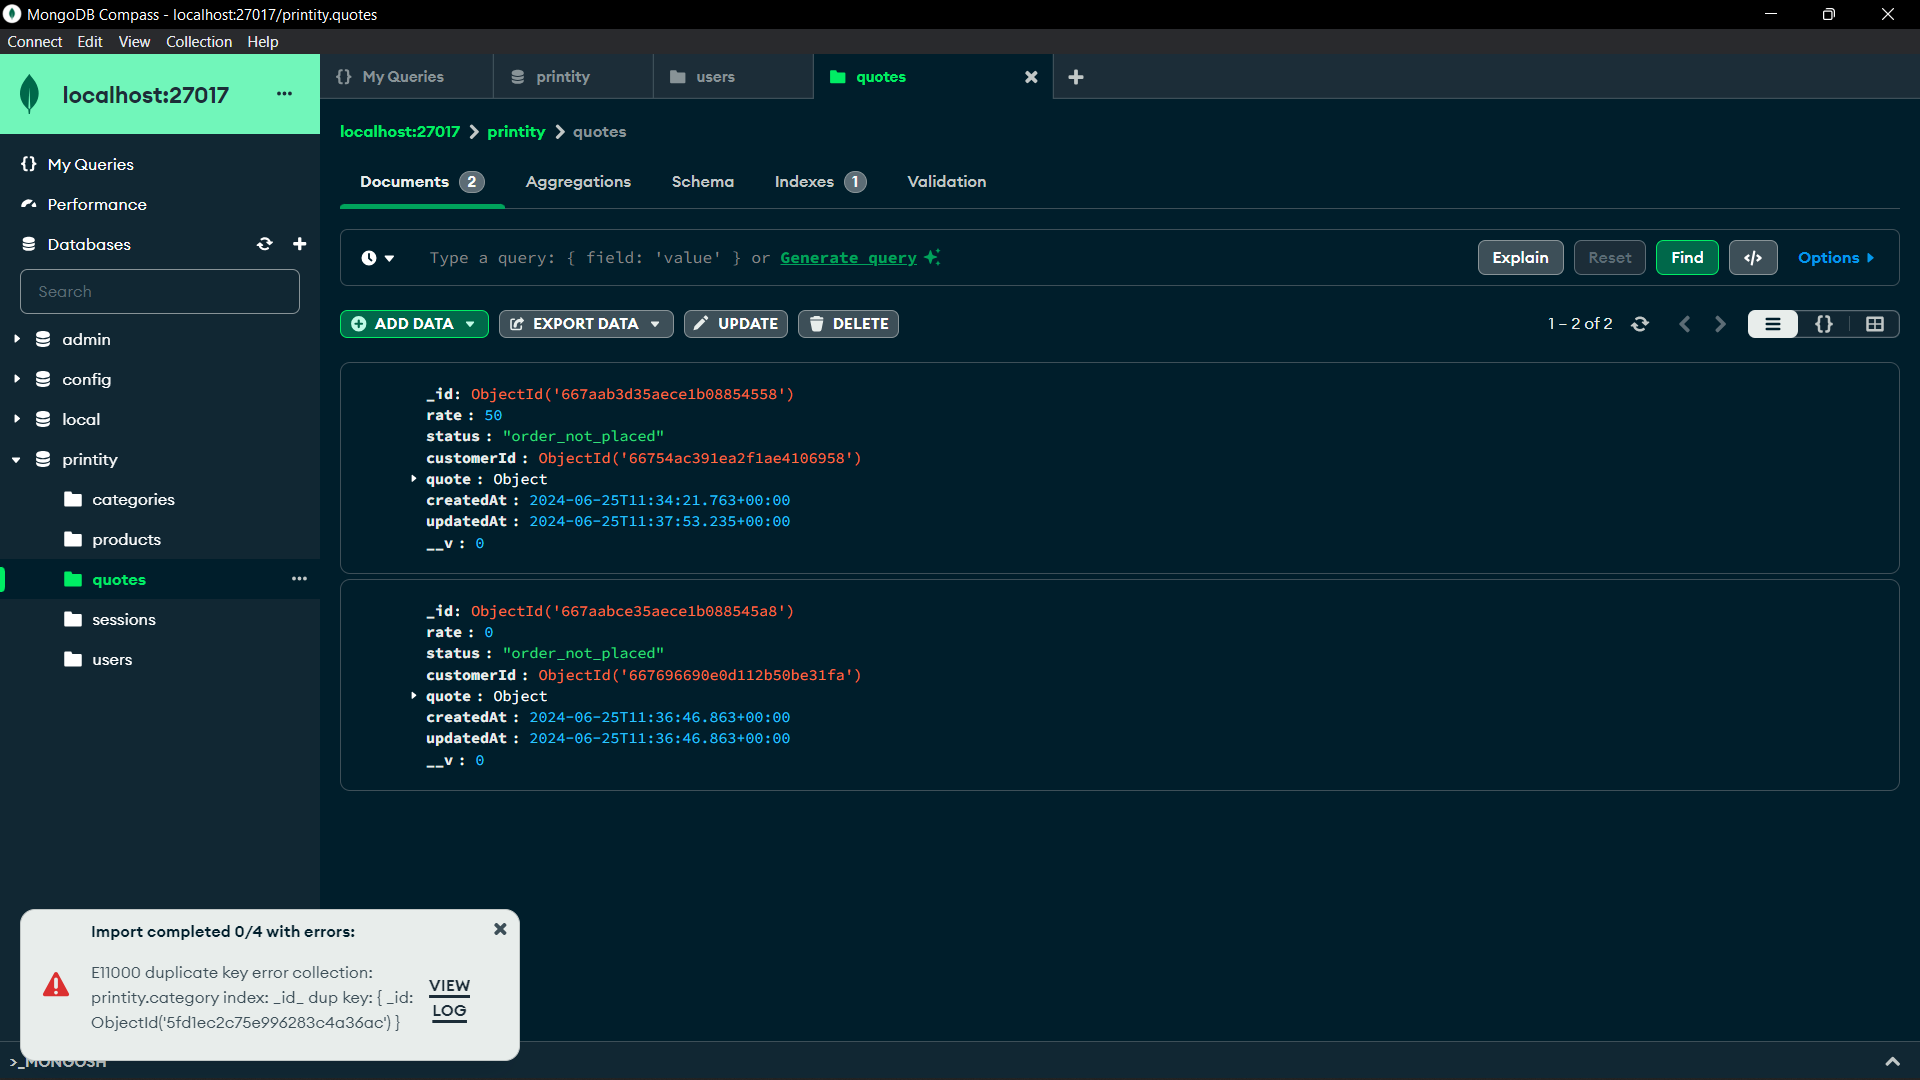 MongoDB Compass - localhost:27017/printity.quotes
Connect Edit View Collection Help
localhost:27017
My Queries
Performance
Databases
Search
admin
config
local
printity
categories
products
quotes
sessions
users
{} My Queries
printity
users
quotes
localhost:27017 > printity > quotes
Documents 2
Aggregations
Schema
Indexes 1
Validation
Type a query: { field: 'value' } or Generate query
Explain
Reset
Find
</>
Options
ADD DATA
EXPORT DATA
UPDATE
DELETE
1 – 2 of 2
{}
_id: ObjectId('667aab3d35aece1b08854558')
rate : 50
status : "order_not_placed"
customerId : ObjectId('66754ac391ea2f1ae4106958')
quote : Object
createdAt : 2024-06-25T11:34:21.763+00:00
updatedAt : 2024-06-25T11:37:53.235+00:00
__v : 0
_id: ObjectId('667aabce35aece1b088545a8')
rate : 0
status : "order_not_placed"
customerId : ObjectId('667696690e0d112b50be31fa')
quote : Object
createdAt : 2024-06-25T11:36:46.863+00:00
updatedAt : 2024-06-25T11:36:46.863+00:00
__v : 0
Import completed 0/4 with errors:
E11000 duplicate key error collection:
printity.category index: _id_ dup key: { _id:
ObjectId('5fd1ec2c75e996283c4a36ac') }
VIEW
LOG
>_MONGOSH